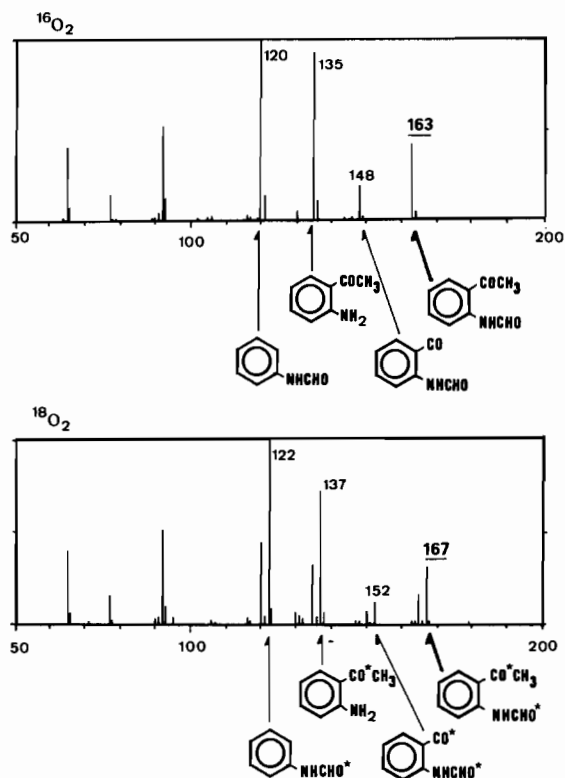 16O2
120
135
163
148
50
100
200
COCH3
NH2
COCH3
NHCHO
CO
NHCHO
NHCHO
18O2
122
137
167
152
50
100
200
CO*CH3
NH2
CO*CH3
NHCHO*
CO*
NHCHO*
NHCHO*